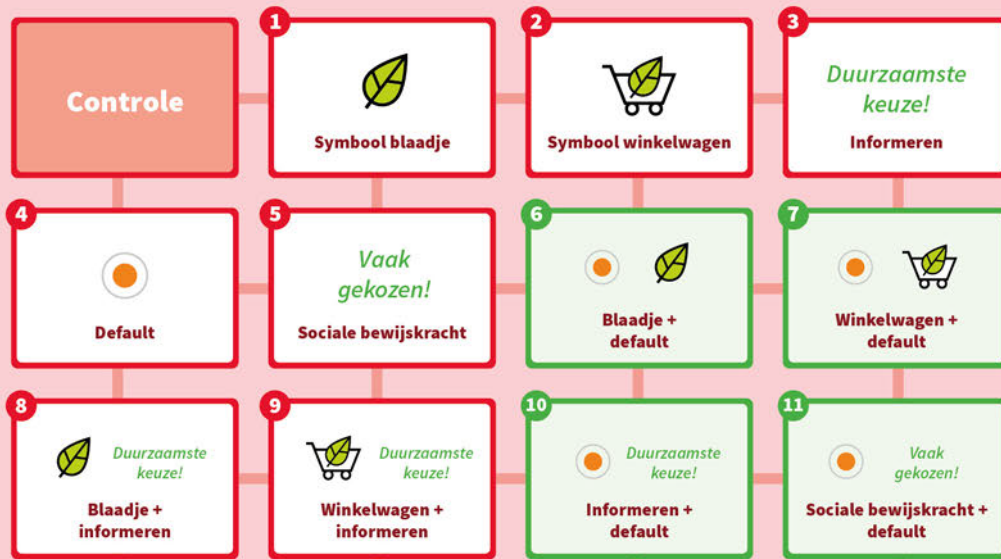 Controle
1
Symbool blaadje
2
Symbool winkelwagen
3
Duurzaamste
keuze!
Informeren
4
Default
5
Vaak
gekozen!
Sociale bewijskracht
6
Blaadje +
default
7
Winkelwagen +
default
8
Duurzaamste
keuze!
Blaadje +
informeren
9
Duurzaamste
keuze!
Winkelwagen +
informeren
10
Duurzaamste
keuze!
Informeren +
default
11
Vaak
gekozen!
Sociale bewijskracht +
default